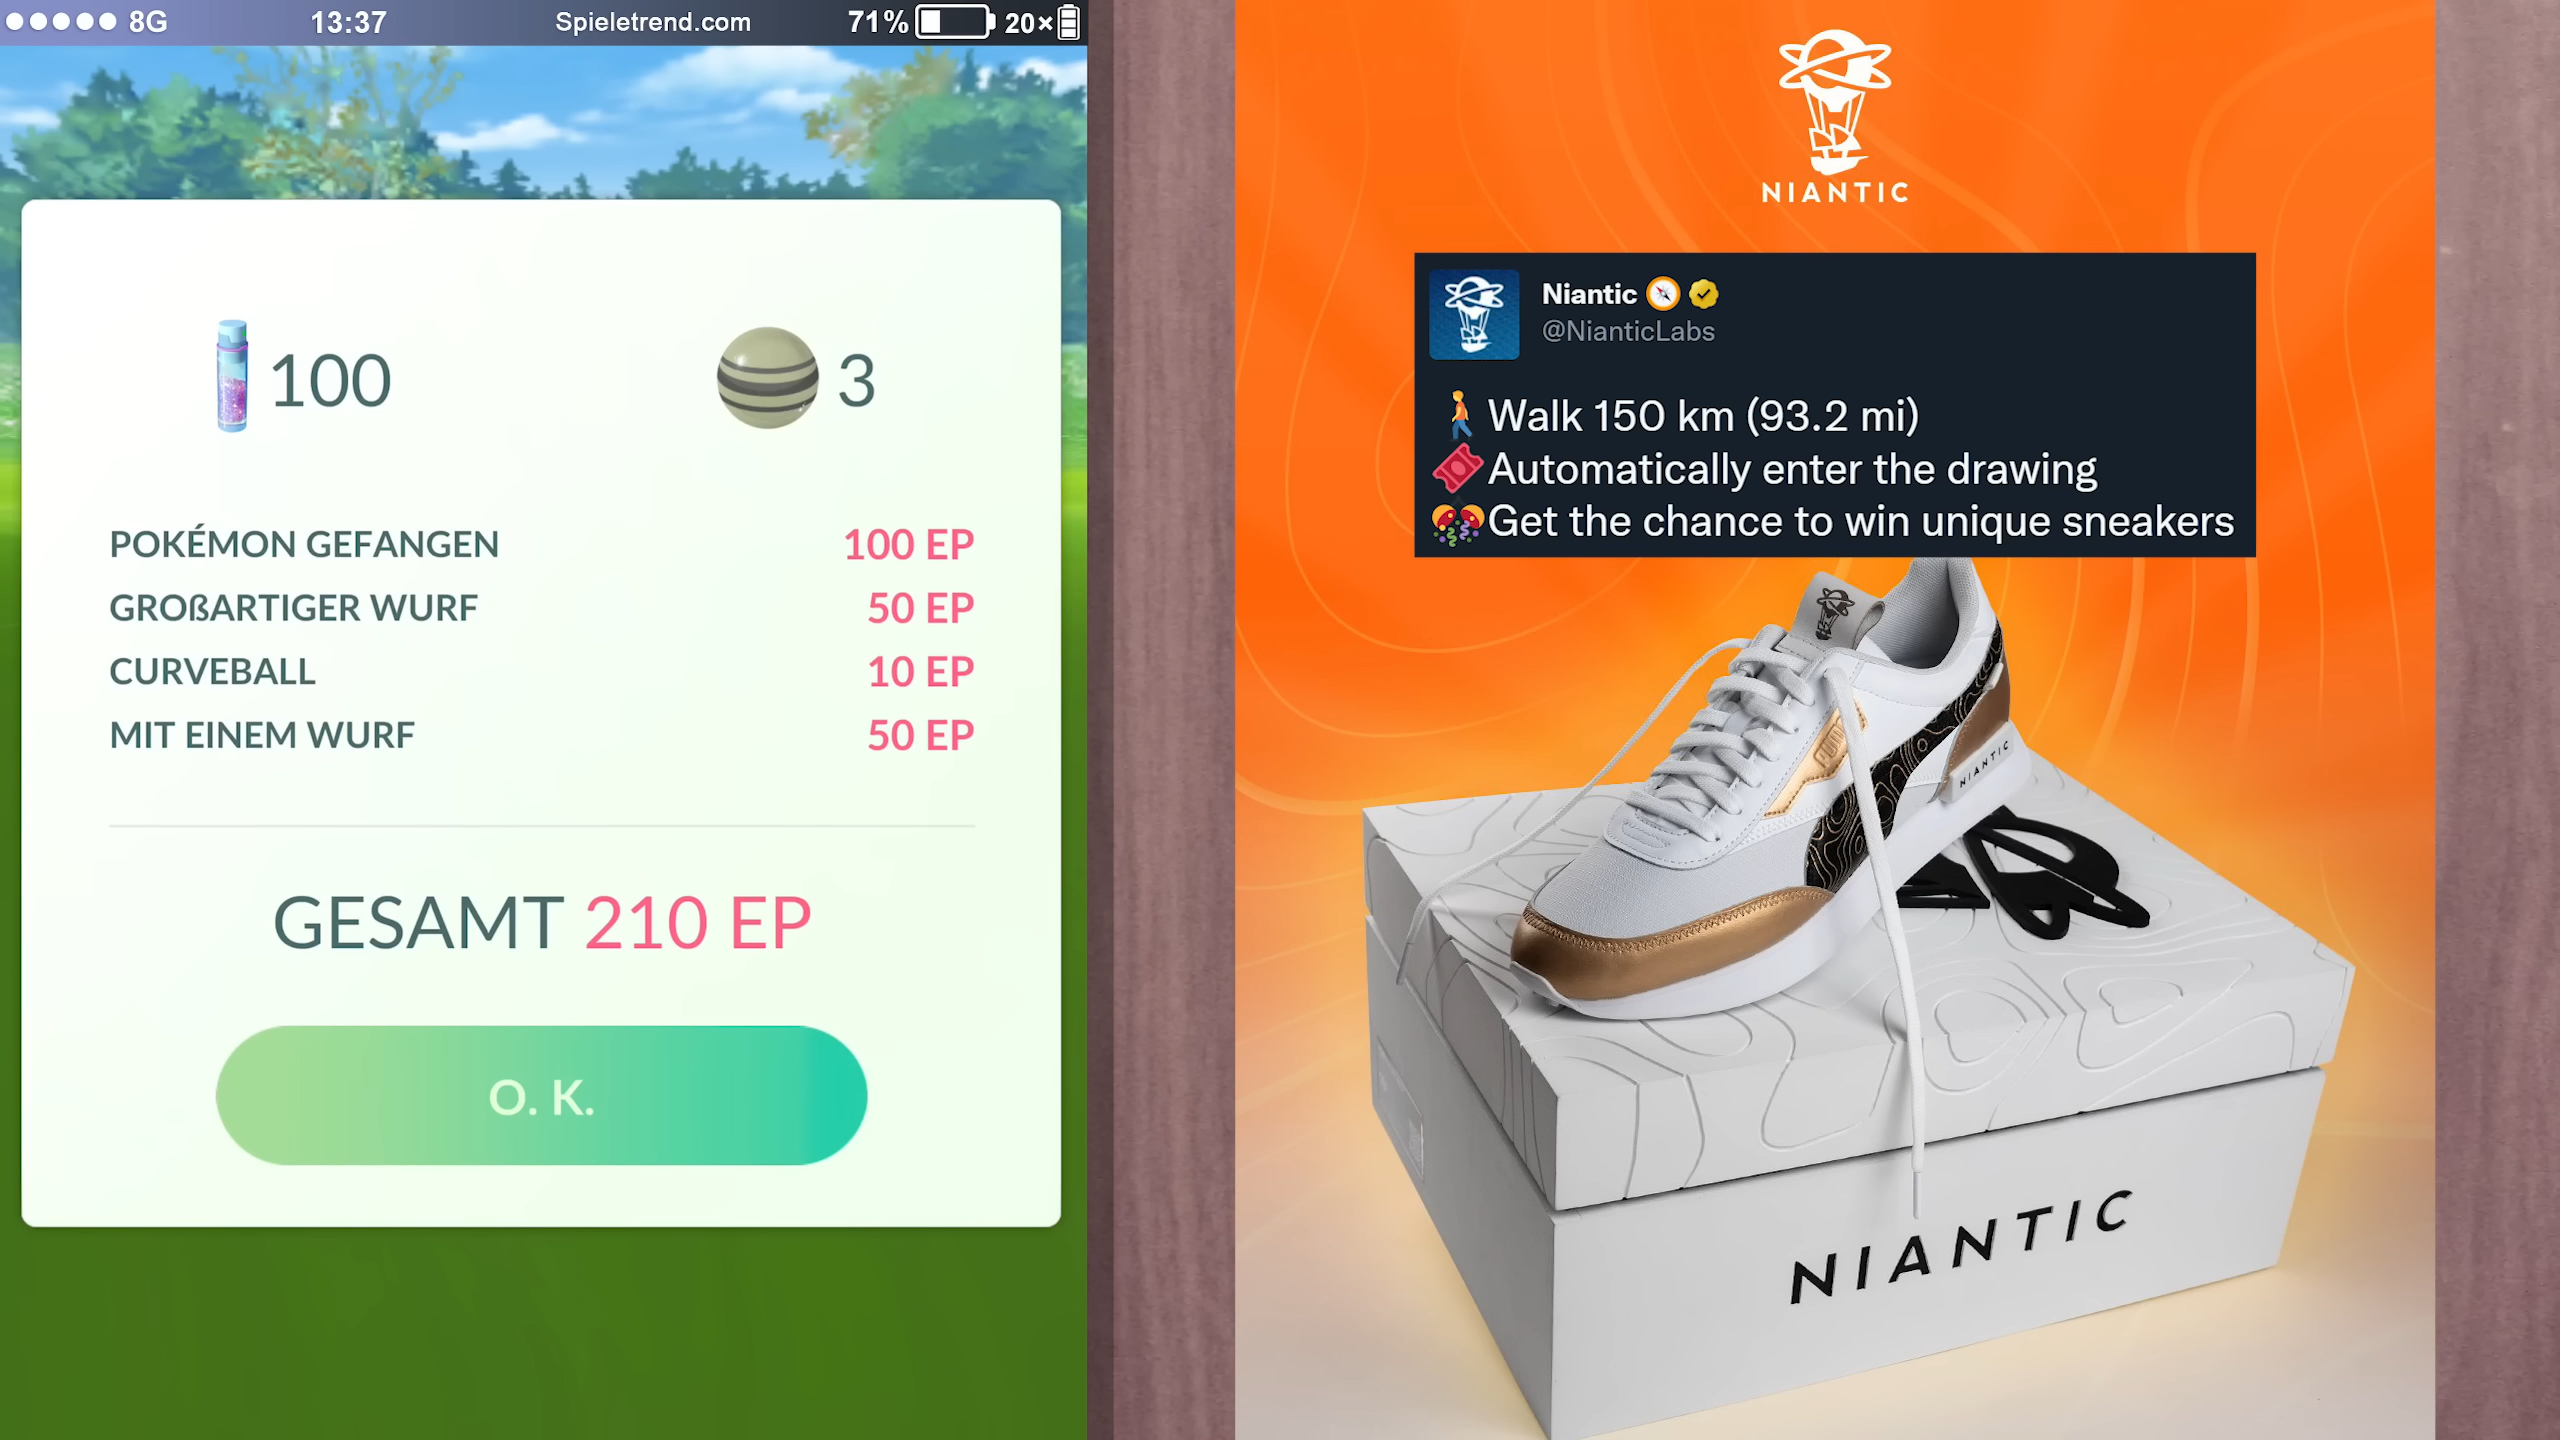 8G 13:37 Spieletrend.com 71% 20×
100 3
POKÉMON GEFANGEN 100 EP
GROßARTIGER WURF 50 EP
CURVEBALL 10 EP
MIT EINEM WURF 50 EP
GESAMT 210 EP
O. K.
NIANTIC
Niantic
@NianticLabs
Walk 150 km (93.2 mi)
Automatically enter the drawing
Get the chance to win unique sneakers
PUMA
NIANTIC
NIANTIC